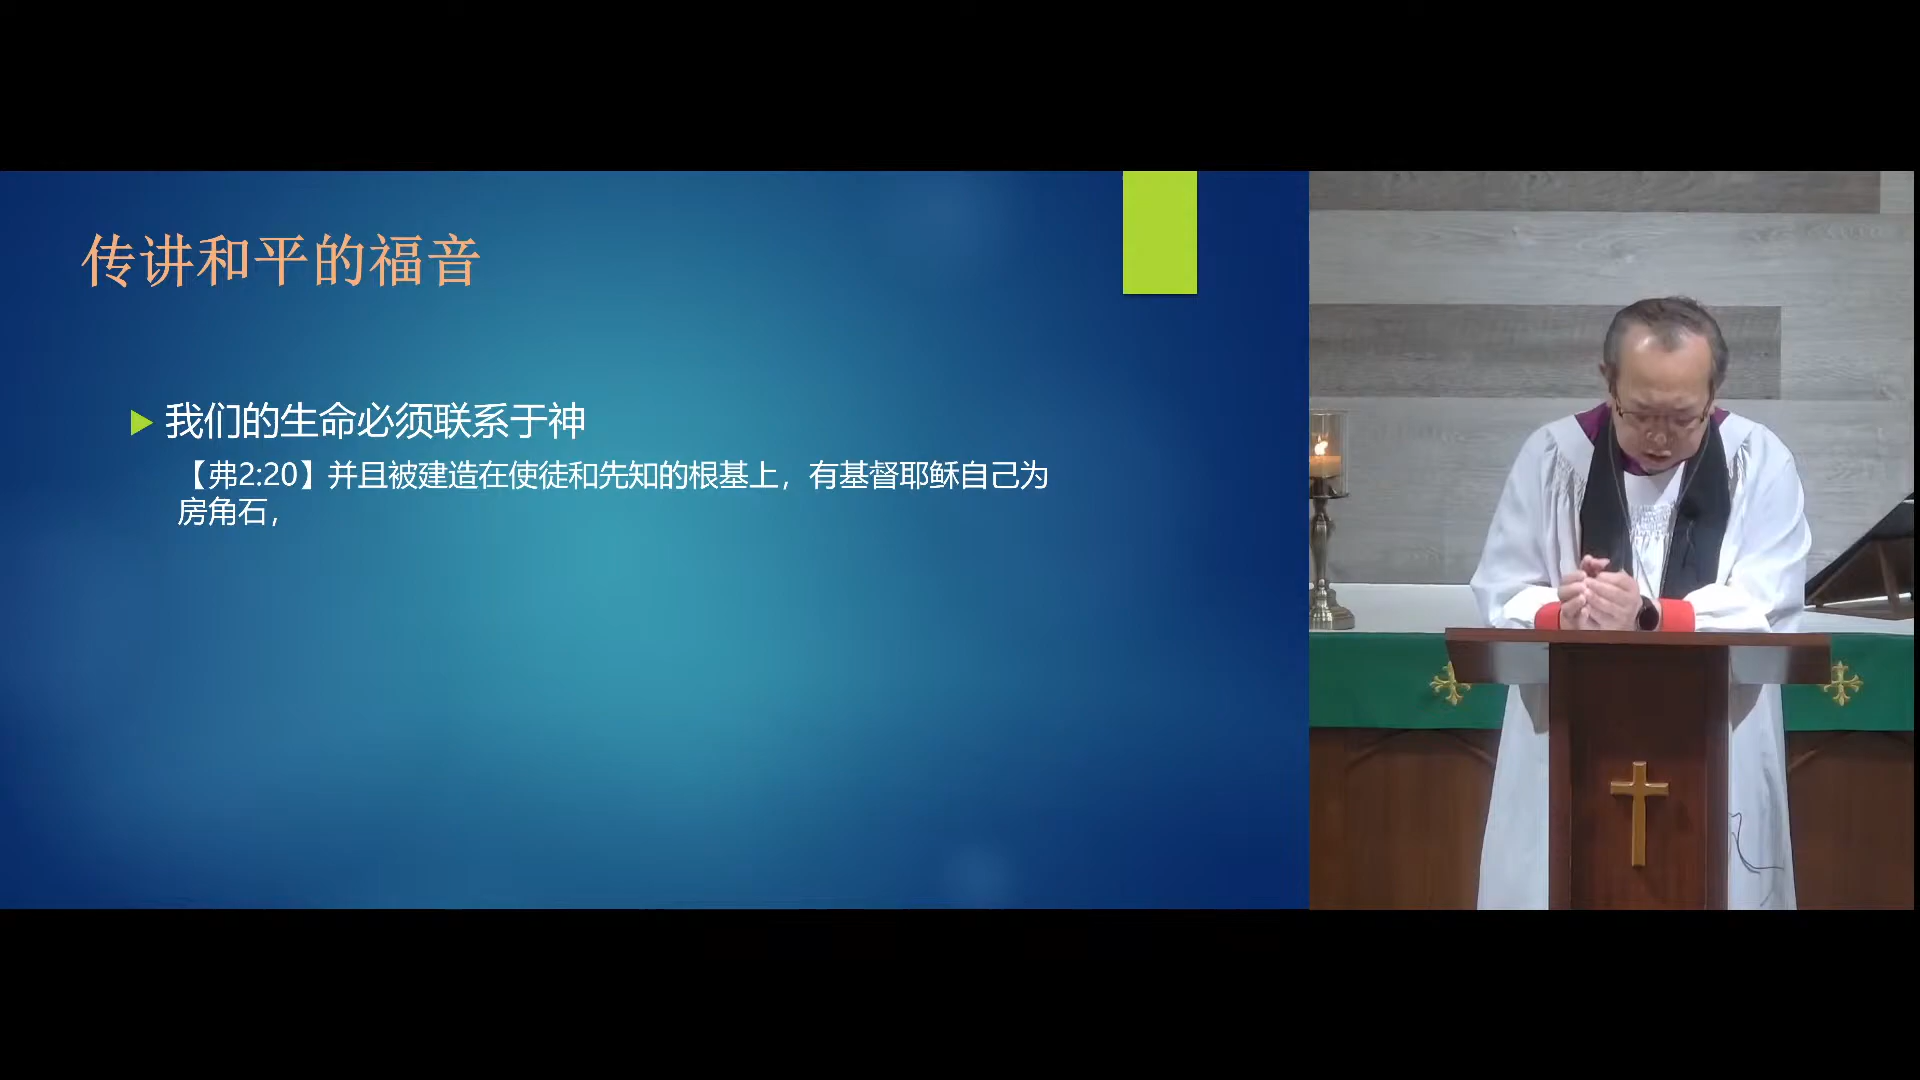 传讲和平的福音
我们的生命必须联系于神
【弗2:20】并且被建造在使徒和先知的根基上，有基督耶稣自己为
房角石，